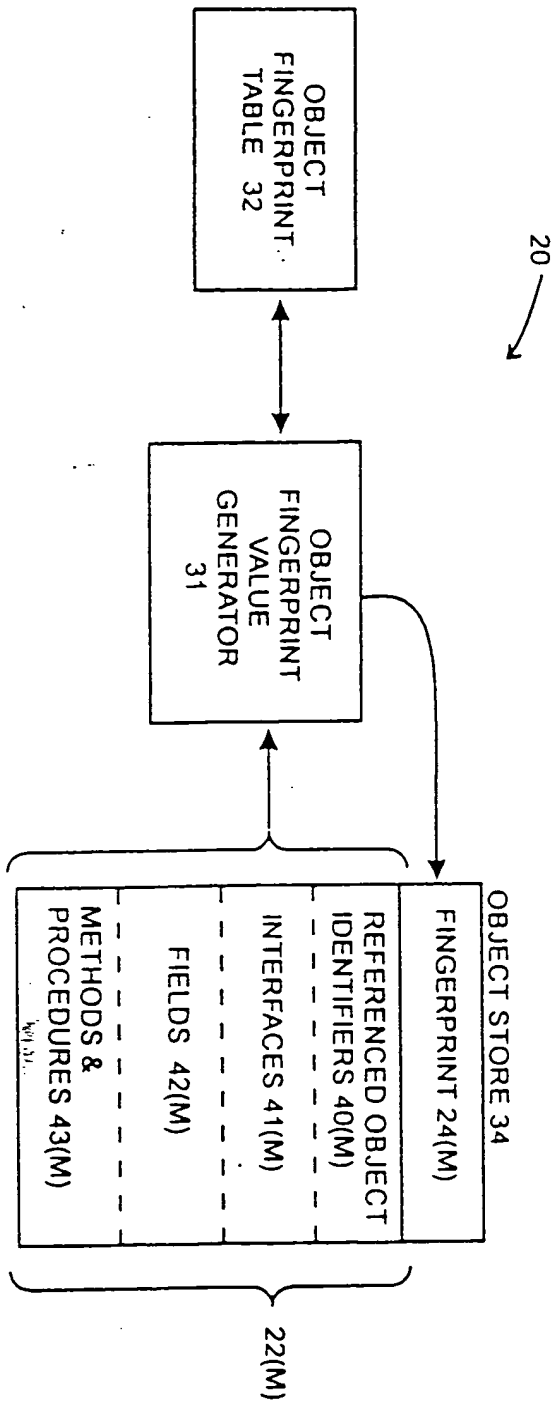 20
OBJECT
FINGERPRINT
TABLE 32
OBJECT
FINGERPRINT
VALUE
GENERATOR
31
OBJECT STORE 34
FINGERPRINT 24(M)
REFERENCED OBJECT
IDENTIFIERS 40(M)
INTERFACES 41(M)
FIELDS 42(M)
METHODS &
PROCEDURES 43(M)
22(M)